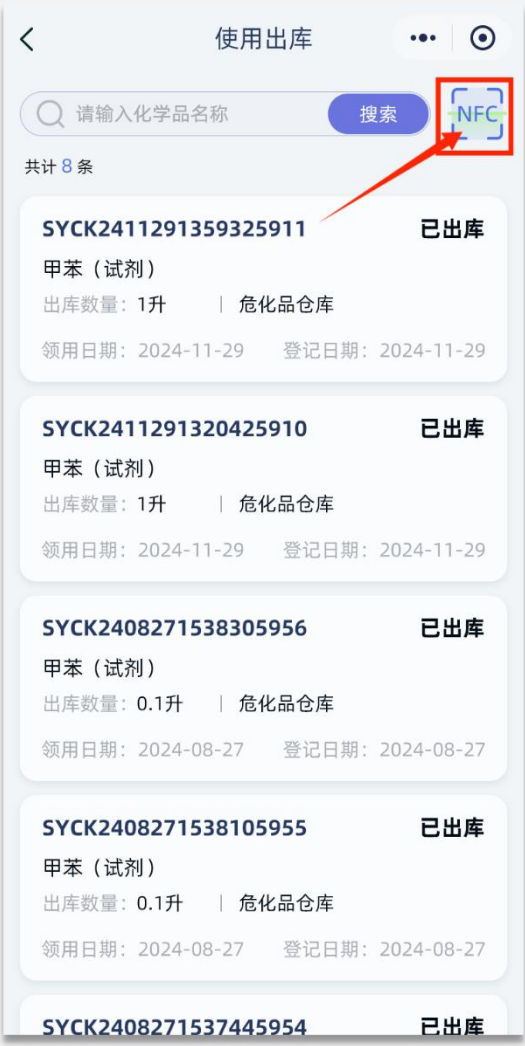 使用出库
请输入化学品名称 搜索 NFC
共计 8 条
SYCK2411291359325911 已出库
甲苯（试剂）
出库数量：1升 | 危化品仓库
领用日期：2024-11-29 登记日期：2024-11-29
SYCK2411291320425910 已出库
甲苯（试剂）
出库数量：1升 | 危化品仓库
领用日期：2024-11-29 登记日期：2024-11-29
SYCK2408271538305956 已出库
甲苯（试剂）
出库数量：0.1升 | 危化品仓库
领用日期：2024-08-27 登记日期：2024-08-27
SYCK2408271538105955 已出库
甲苯（试剂）
出库数量：0.1升 | 危化品仓库
领用日期：2024-08-27 登记日期：2024-08-27
SYCK2408271537445954 已出库